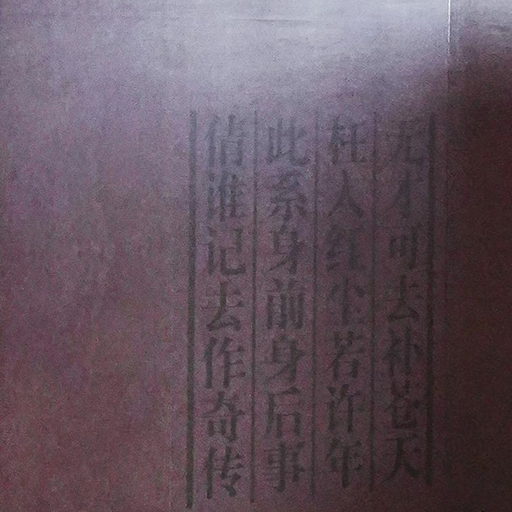 无才可去补苍天
枉入红尘若许年
此系身前身后事
倩谁记去作奇传